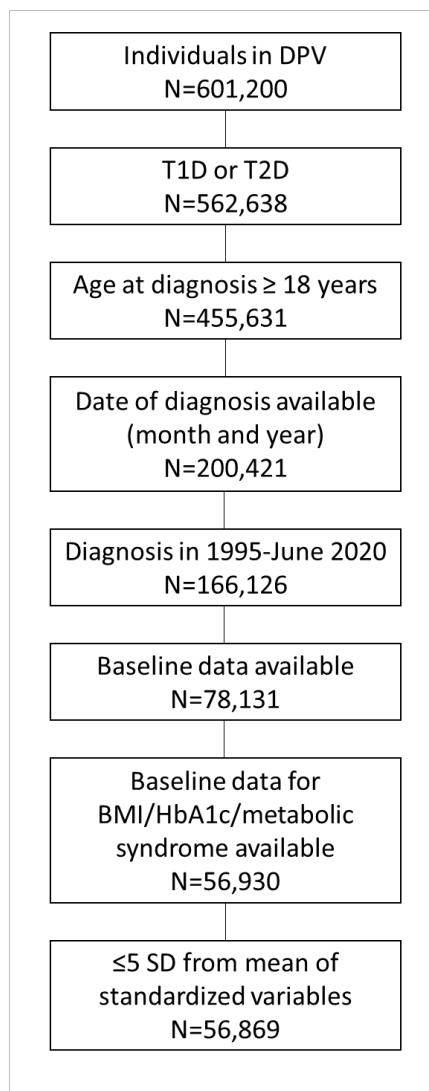 Individuals in DPV
N=601,200
T1D or T2D
N=562,638
Age at diagnosis ≥ 18 years
N=455,631
Date of diagnosis available
(month and year)
N=200,421
Diagnosis in 1995-June 2020
N=166,126
Baseline data available
N=78,131
Baseline data for
BMI/HbA1c/metabolic
syndrome available
N=56,930
≤5 SD from mean of
standardized variables
N=56,869